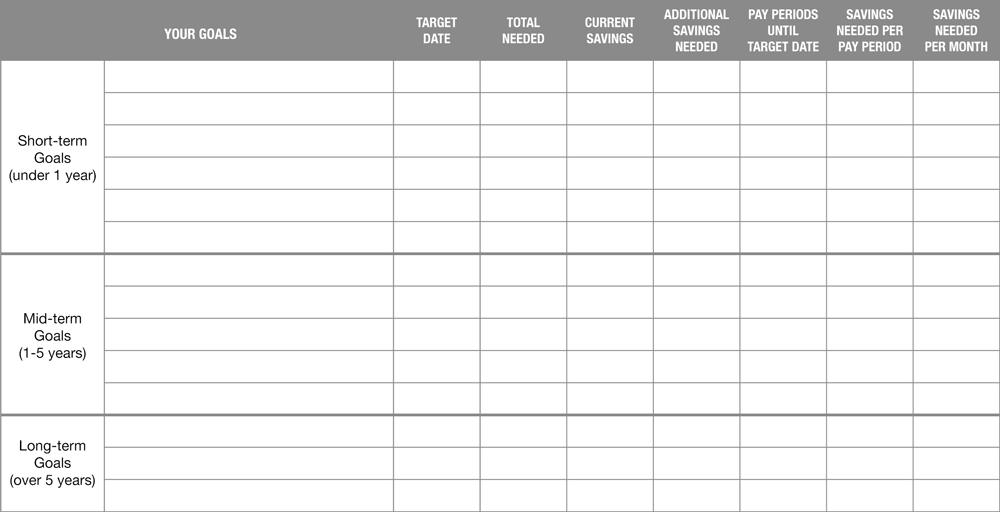 YOUR GOALS
TARGET
DATE
TOTAL
NEEDED
CURRENT
SAVINGS
ADDITIONAL
SAVINGS
NEEDED
PAY PERIODS
UNTIL
TARGET DATE
SAVINGS
NEEDED PER
PAY PERIOD
SAVINGS
NEEDED
PER MONTH
Short-term
Goals
(under 1 year)
Mid-term
Goals
(1-5 years)
Long-term
Goals
(over 5 years)